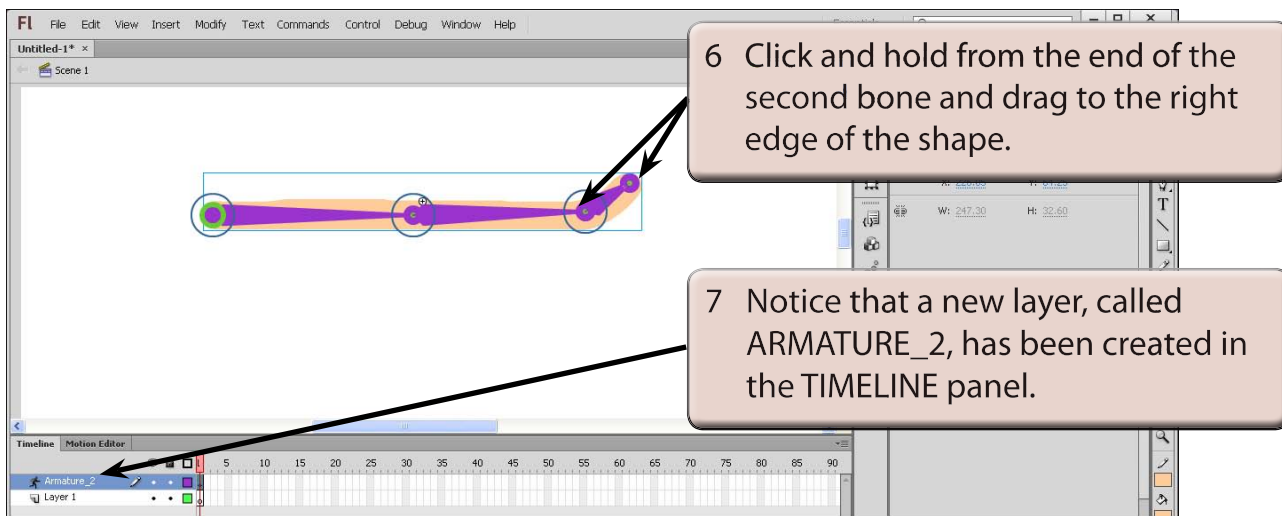 Fl File Edit View Insert Modify Text Commands Control Debug Window Help
Untitled-1* ×
Scene 1
6 Click and hold from the end of the
second bone and drag to the right
edge of the shape.
W: 247.30 H: 32.60
7 Notice that a new layer, called
ARMATURE_2, has been created in
the TIMELINE panel.
Timeline Motion Editor
1 5 10 15 20 25 30 35 40 45 50 55 60 65 70 75 80 85 90
Armature_2
Layer 1